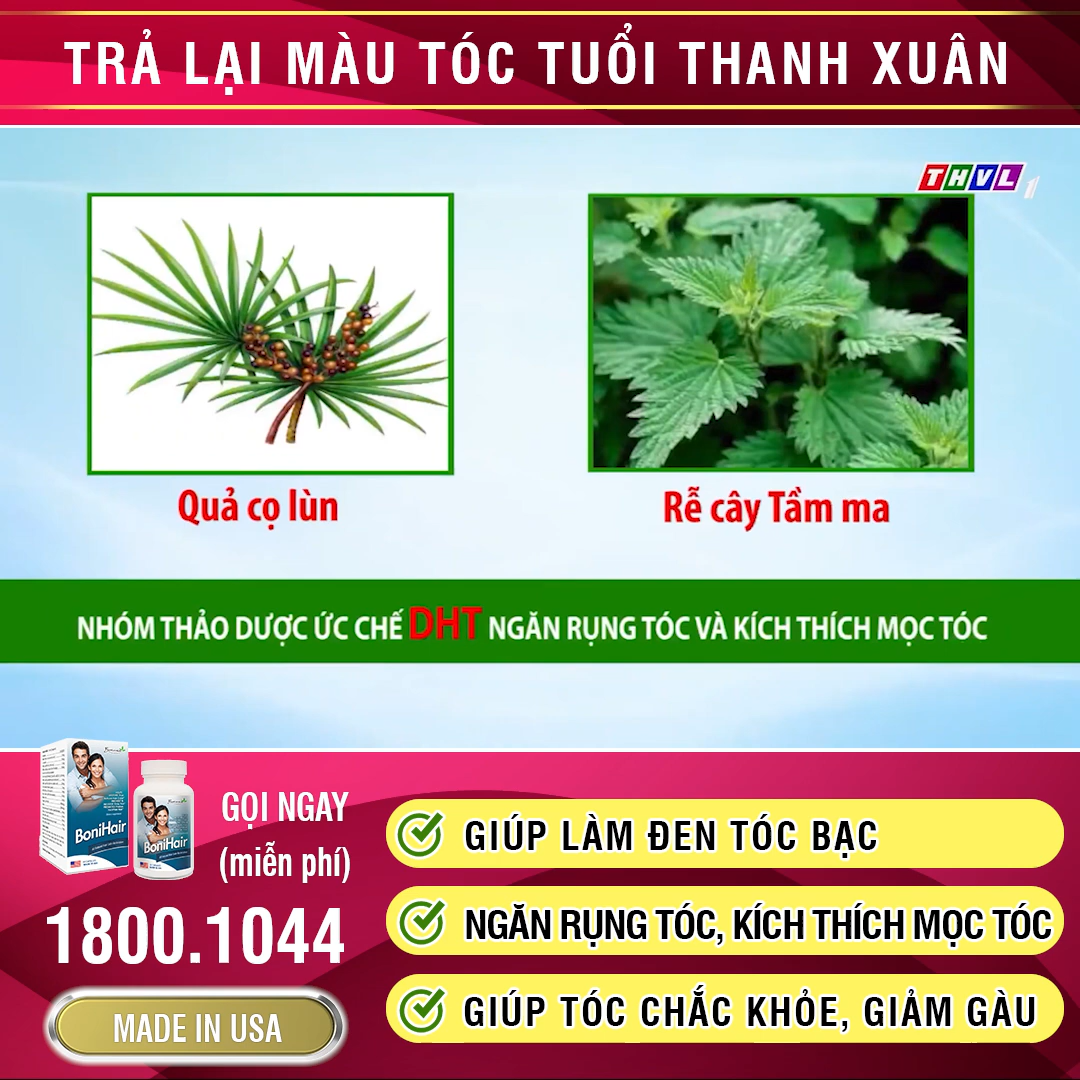 TRẢ LẠI MÀU TÓC TUỔI THANH XUÂN
THVL 1
Quả cọ lùn
Rễ cây Tầm ma
NHÓM THẢO DƯỢC ỨC CHẾ DHT NGĂN RỤNG TÓC VÀ KÍCH THÍCH MỌC TÓC
BoniHair
BoniHair
GỌI NGAY
(miễn phí)
1800.1044
MADE IN USA
GIÚP LÀM ĐEN TÓC BẠC
NGĂN RỤNG TÓC, KÍCH THÍCH MỌC TÓC
GIÚP TÓC CHẮC KHỎE, GIẢM GÀU